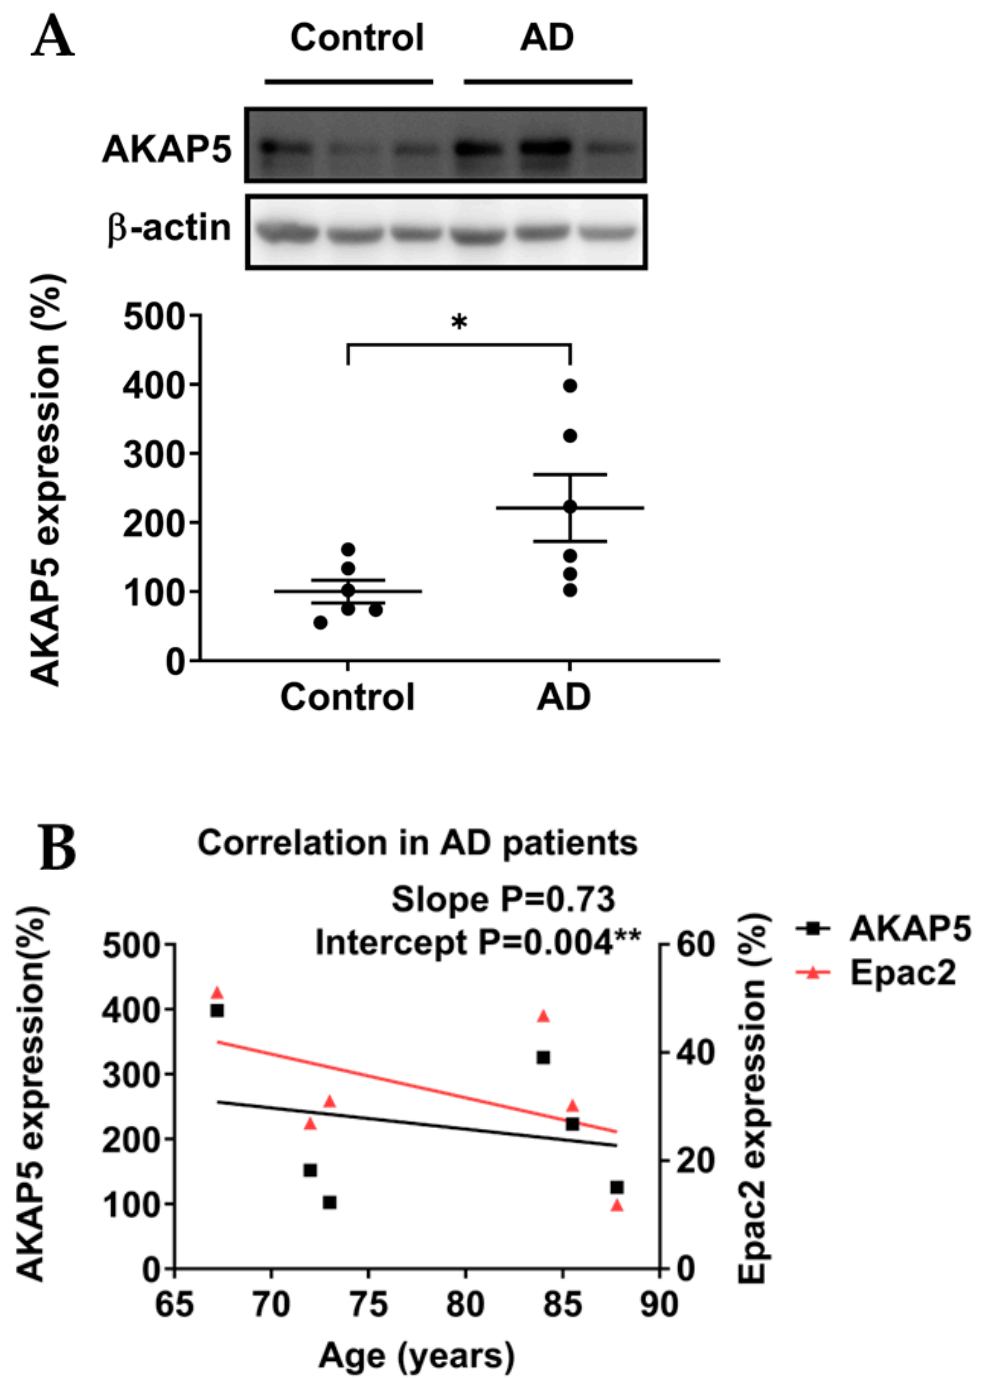 A
Control AD
AKAP5
β-actin
AKAP5 expression (%)
500
*
400
300
200
100
0
Control AD
B
Correlation in AD patients
Slope P=0.73
Intercept P=0.004**
AKAP5 expression(%)
500
400
300
200
100
0
60
40
20
0
Epac2 expression (%)
AKAP5
Epac2
65 70 75 80 85 90
Age (years)